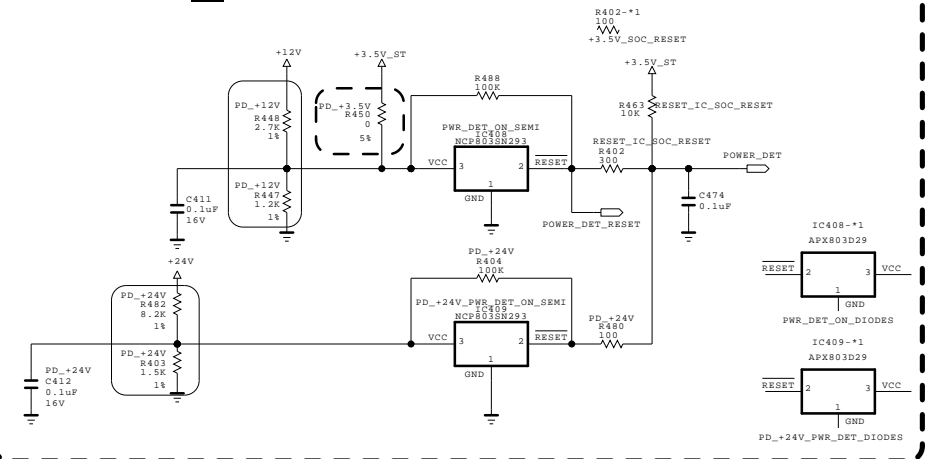 R402-*1
100
+3.5V_SOC_RESET
+12V
+3.5V_ST
+3.5V_ST
R488
100K
PD_+12V
R448
2.7K
1%
PD_+3.5V
R450
0
5%
R463
10K
RESET_IC_SOC_RESET
PWR_DET_ON_SEMI
IC408
NCP803SN293
RESET_IC_SOC_RESET
R402
300
POWER_DET
VCC
3
2
RESET
1
GND
PD_+12V
R447
1.2K
1%
C411
0.1uF
16V
C474
0.1uF
POWER_DET_RESET
IC408-*1
APX803D29
RESET
2
3
VCC
1
GND
PWR_DET_ON_DIODES
+24V
PD_+24V
R404
100K
PD_+24V
R482
8.2K
1%
PD_+24V_PWR_DET_ON_SEMI
IC409
NCP803SN293
PD_+24V
R480
100
VCC
3
2
RESET
1
GND
PD_+24V
R403
1.5K
1%
PD_+24V
C412
0.1uF
16V
IC409-*1
APX803D29
RESET
2
3
VCC
1
GND
PD_+24V_PWR_DET_DIODES